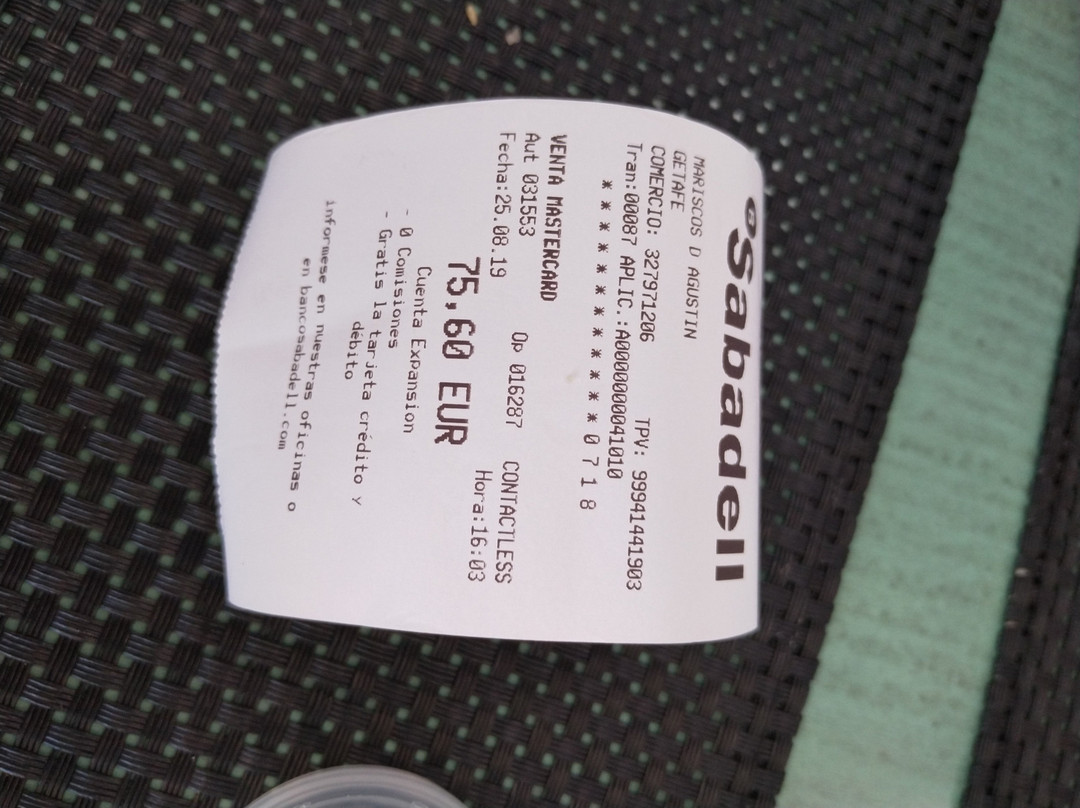 Sabadell
MARISCOS D AGUSTIN
GETAFE
COMERCIO: 327971206 TPV: 99941441903
Tran:00087 APLIC.:A0000000041010
* * * * * * * * * * * * 0 7 1 8
VENTA MASTERCARD
Aut 031553 Op 016287 CONTACTLESS
Fecha:25.08.19 Hora:16:03
75,60 EUR
Cuenta Expansion
- 0 Comisiones
- Gratis la tarjeta crédito y
débito
informese en nuestras oficinas o
en bancosabadell.com